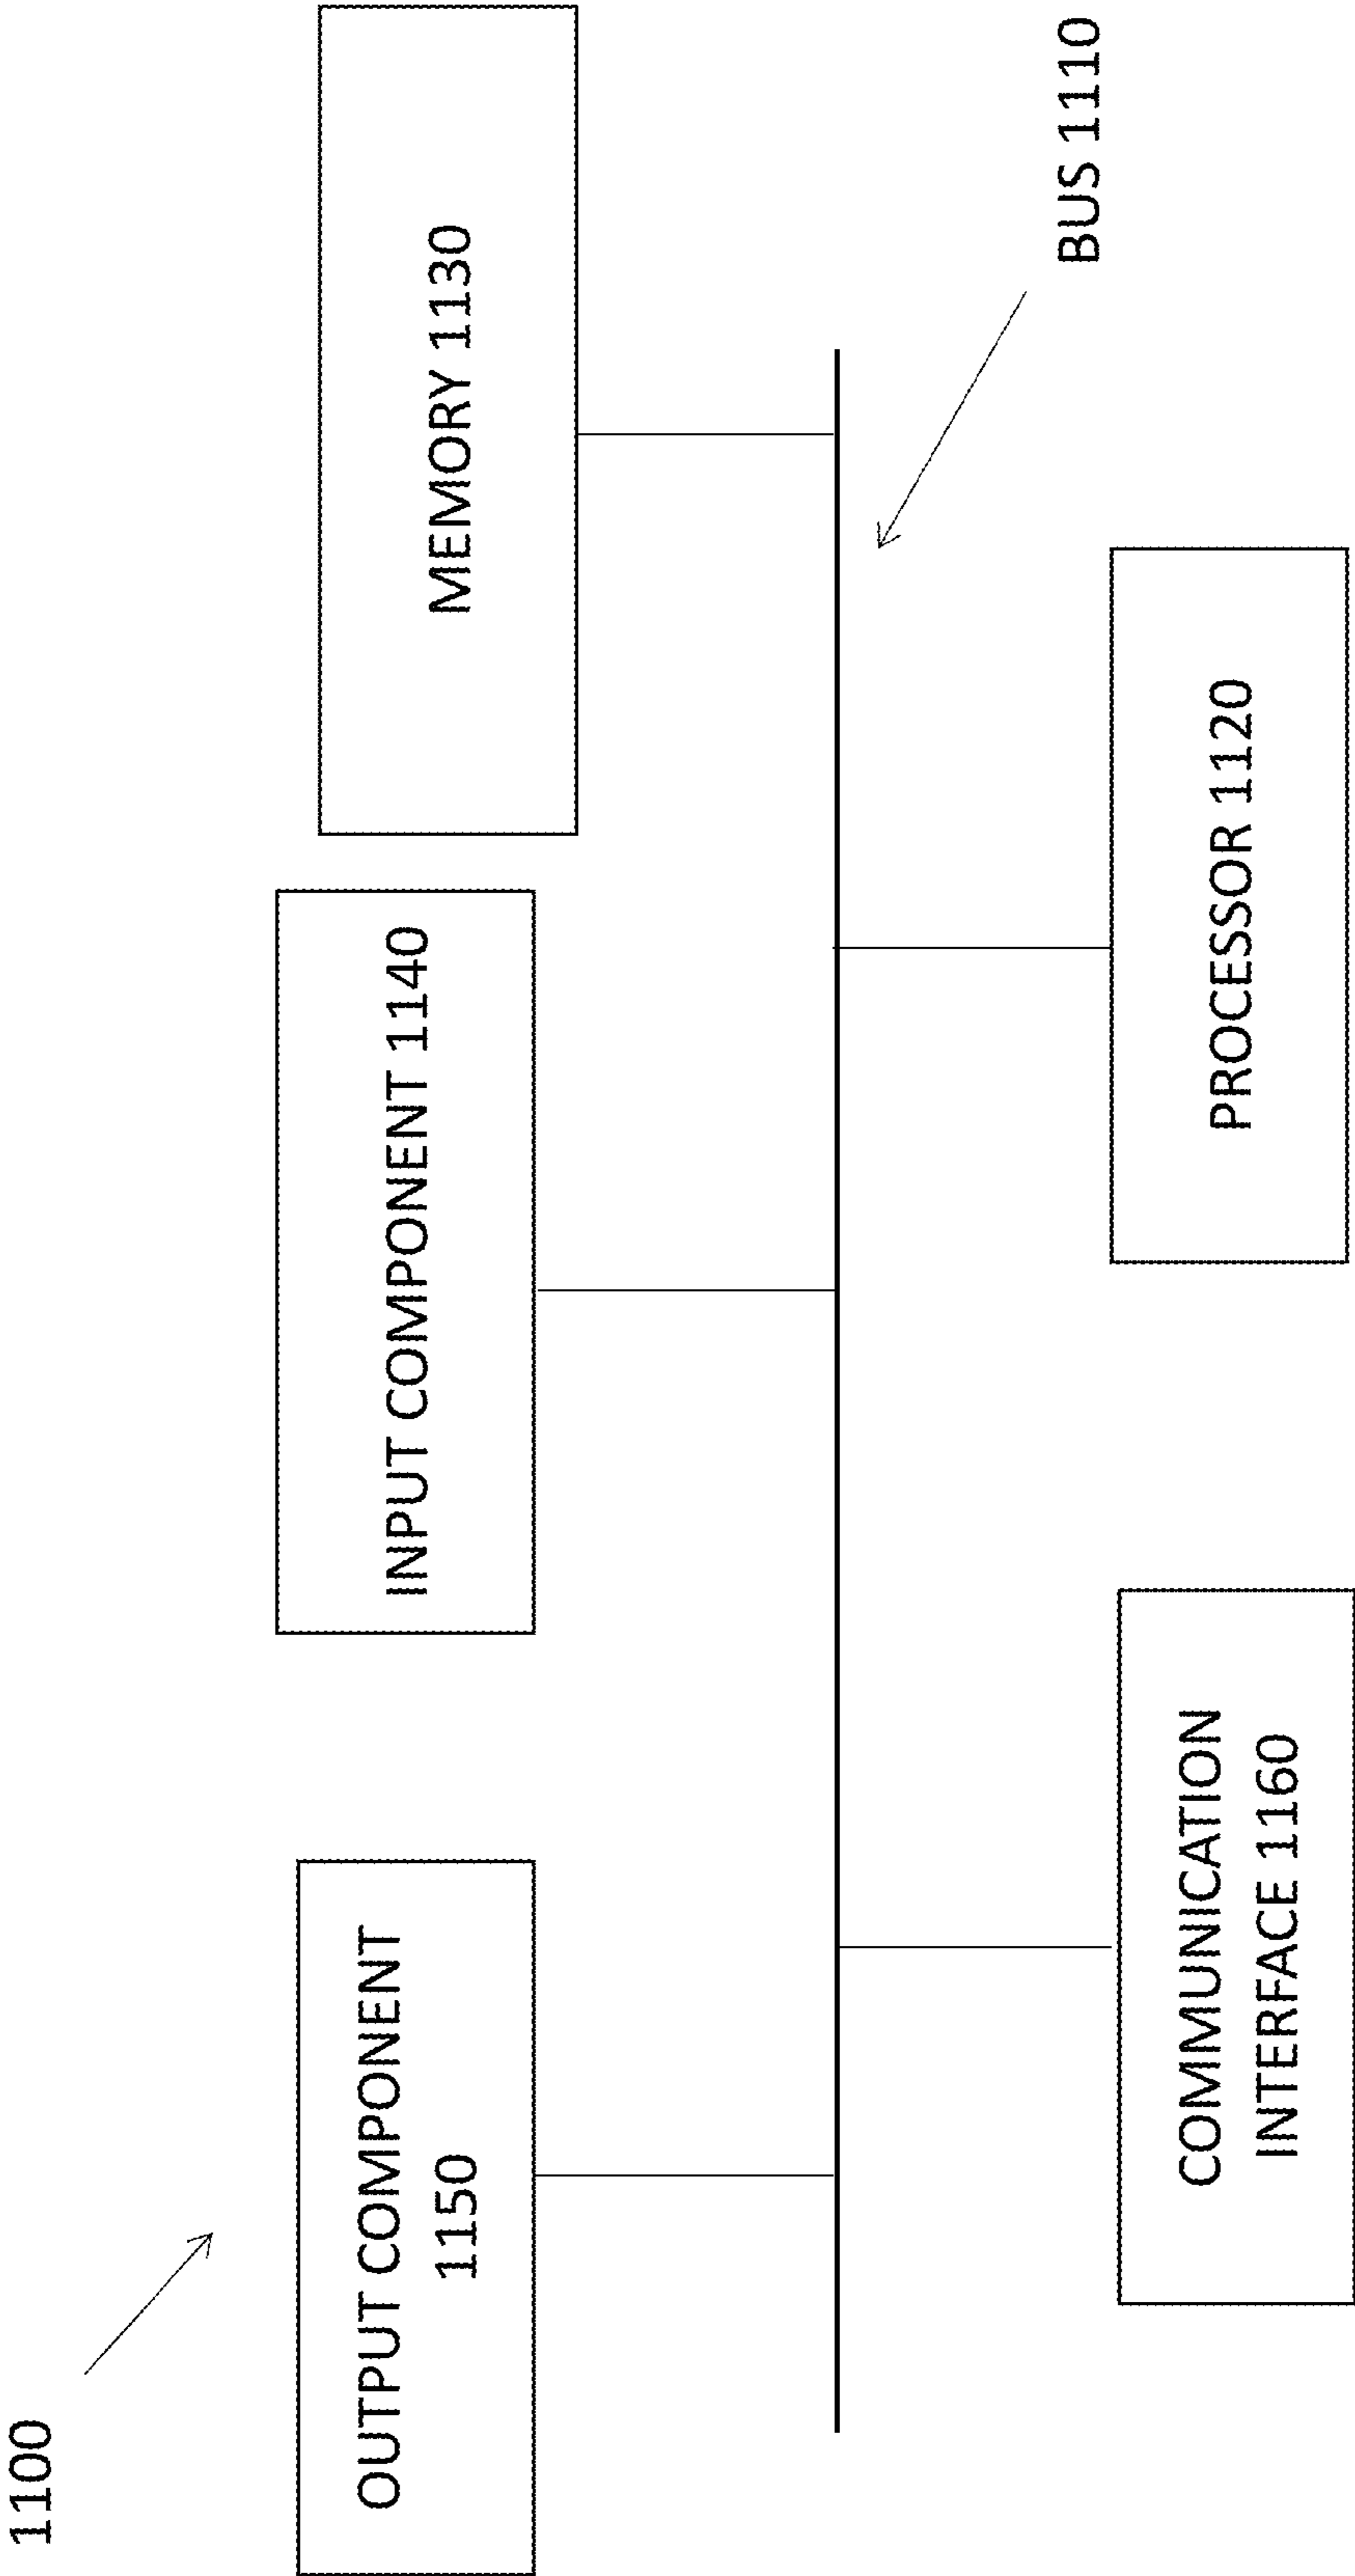 1100
OUTPUT COMPONENT
1150
INPUT COMPONENT 1140
MEMORY 1130
BUS 1110
COMMUNICATION
INTERFACE 1160
PROCESSOR 1120